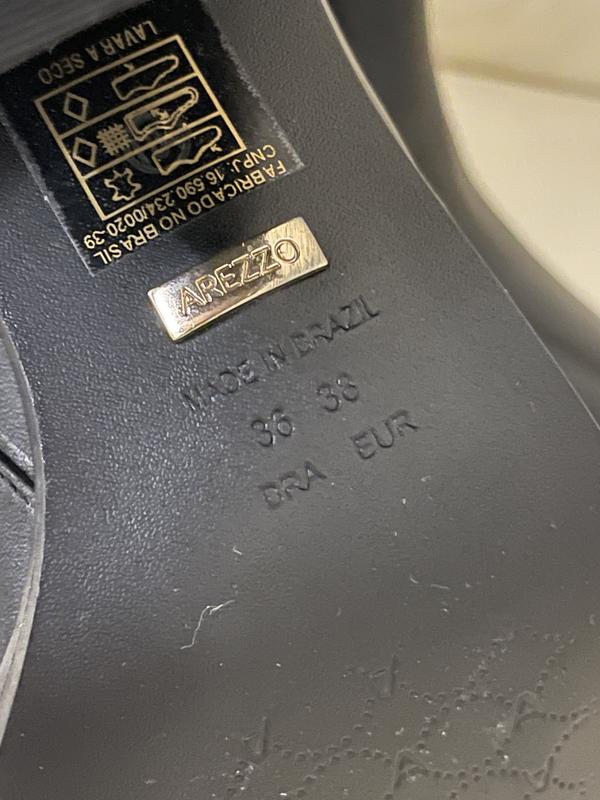 LAVAR A SECO
FABRICADO NO BRASIL
CNPJ: 16.590.234/0020-39
AREZZO
MADE IN BRAZIL
36 38
BRA EUR